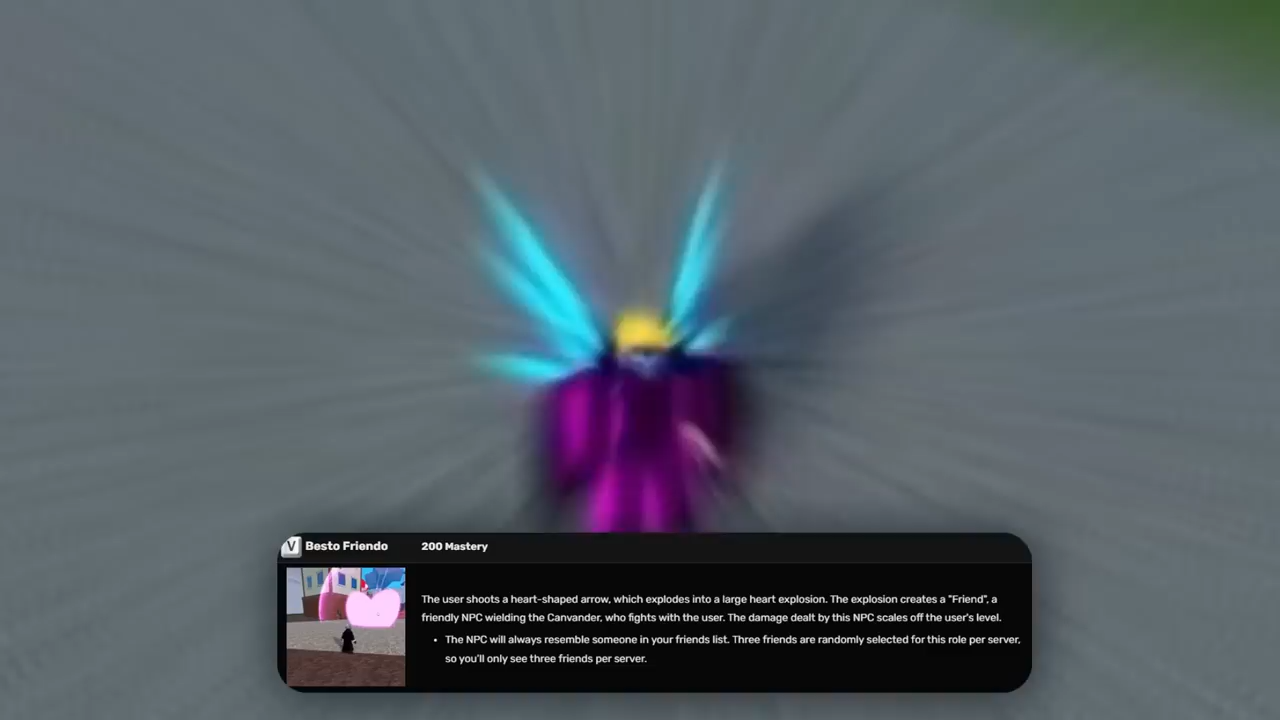 V Besto Friendo 200 Mastery
The user shoots a heart-shaped arrow, which explodes into a large heart explosion. The explosion creates a "Friend", a
friendly NPC wielding the Canvander, who fights with the user. The damage dealt by this NPC scales off the user's level.
• The NPC will always resemble someone in your friends list. Three friends are randomly selected for this role per server,
so you'll only see three friends per server.